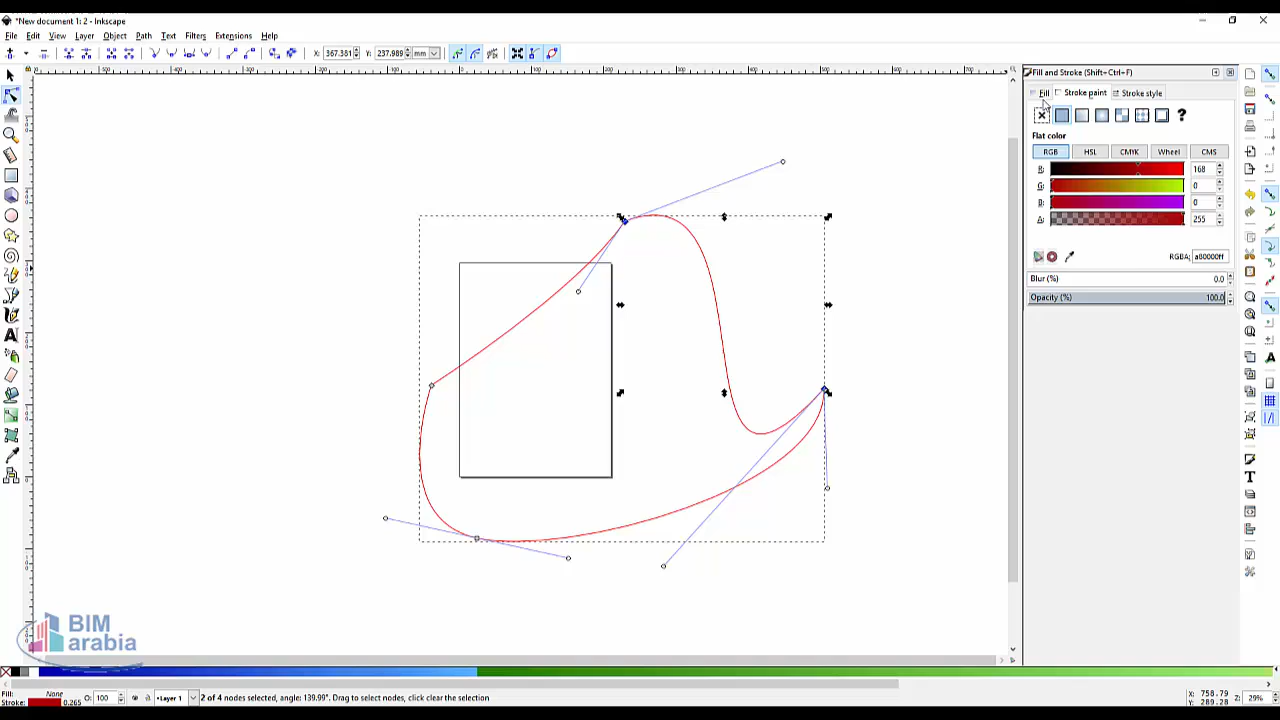 *New document 1: 2 - Inkscape
File Edit View Layer Object Path Text Filters Extensions Help
X: 367.381 Y: 237.989 mm
Fill and Stroke (Shift+Ctrl+F)
Fill Stroke paint Stroke style
Flat color
RGB HSL CMYK Wheel CMS
R: 168
G: 0
B: 0
A: 255
RGBA: a80000ff
Blur (%) 0.0
Opacity (%) 100.0
BIM
arabia
Fill: None
Stroke: 0.265
O: 100
Layer 1
2 of 4 nodes selected, angle: 139.99°. Drag to select nodes, click clear the selection
X: 758.79
Y: 289.28
Z: 29%